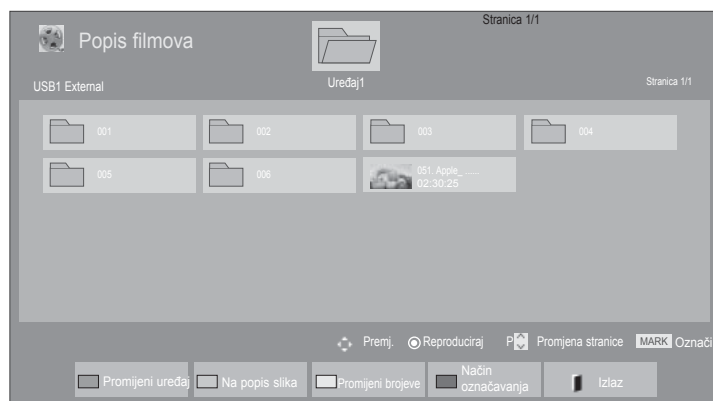 Stranica 1/1
Popis filmova
USB1 External
Uređaj1
Stranica 1/1
001
002
003
004
005
006
051. Apple_ ......
02:30:25
Premj.
Reproduciraj
P
Promjena stranice
MARK Označi
Promijeni uređaj
Na popis slika
Promijeni brojeve
Način
označavanja
Izlaz